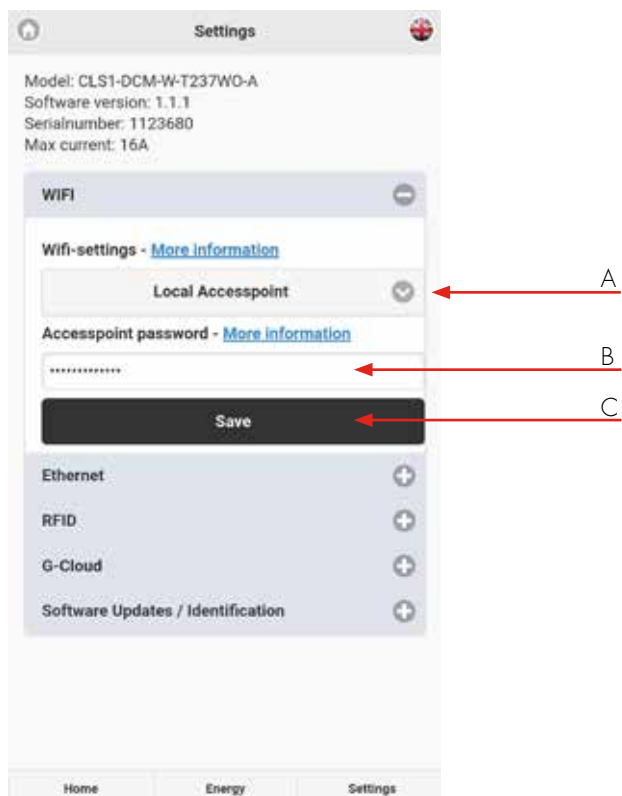 Settings
Model: CLS1-DCM-W-T237WO-A
Software version: 1.1.1
Serialnumber: 1123680
Max current: 16A
WIFI
Wifi-settings - More information
Local Accesspoint
A
Accesspoint password - More information
B
Save
C
Ethernet
RFID
G-Cloud
Software Updates / Identification
Home Energy Settings